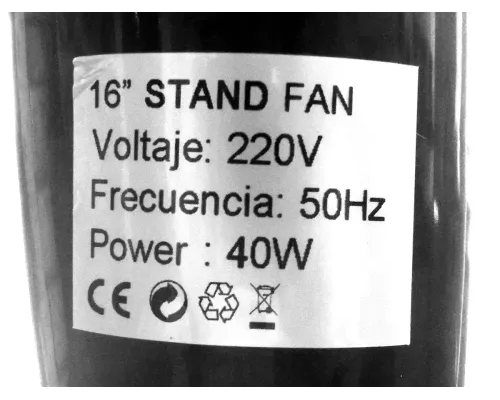 16” STAND FAN
Voltaje: 220V
Frecuencia: 50Hz
Power : 40W
CE